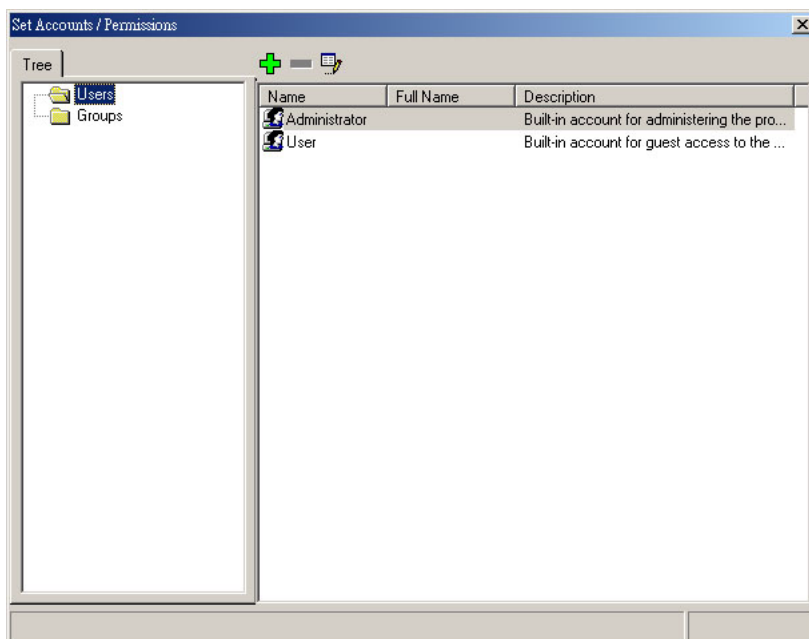 Set Accounts / Permissions
Tree
Users
Groups
Name Full Name Description
Administrator Built-in account for administering the pro...
User Built-in account for guest access to the ...